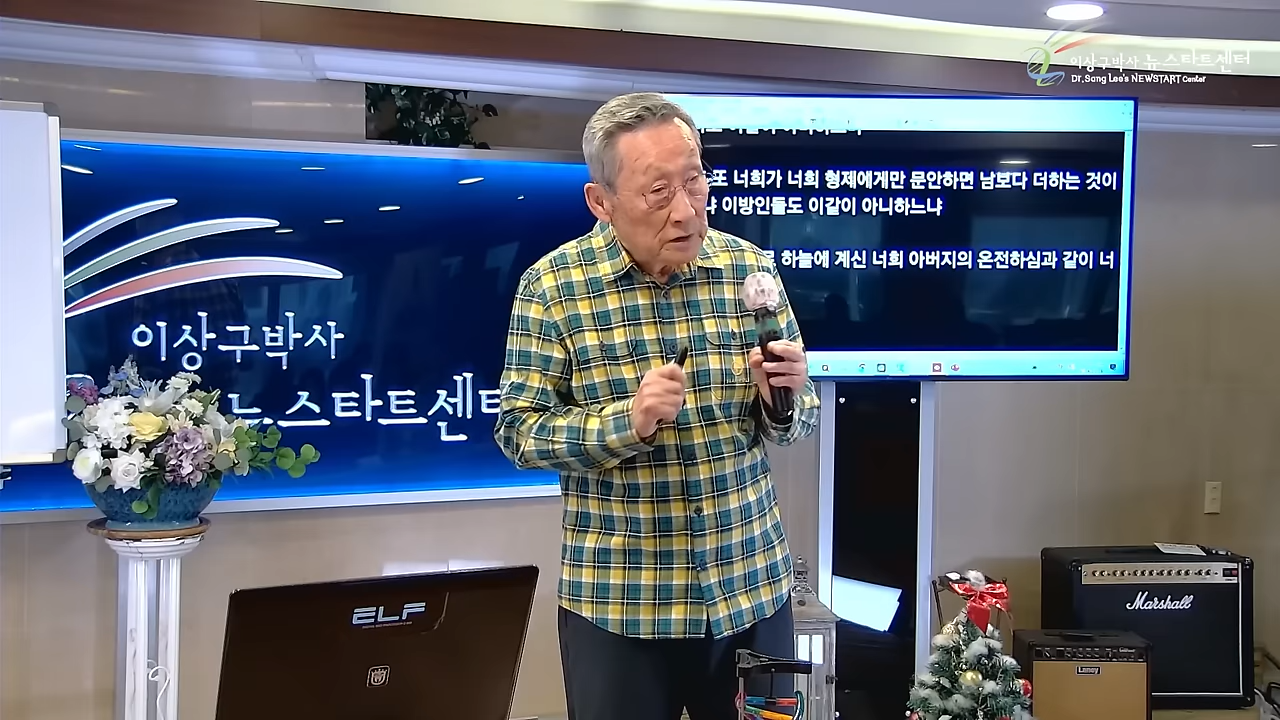 이상구박사 뉴스타트센터
Dr.Sang Lee's NEWSTART Center
또 너희가 너희 형제에게만 문안하면 남보다 더하는 것이
냐 이방인들도 이같이 아니하느냐
하늘에 계신 너희 아버지의 온전하심과 같이 너
이상구박사
뉴스타트센터
ELF
Marshall
Laney